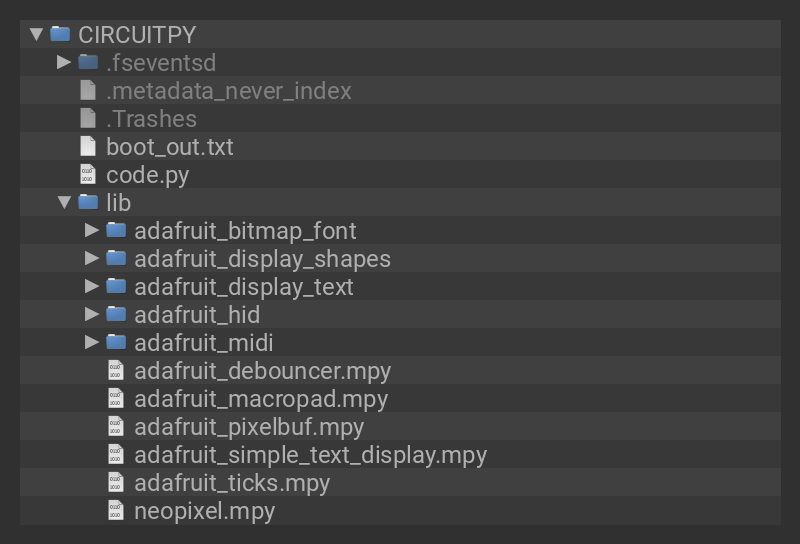 CIRCUITPY
.fseventsd
.metadata_never_index
.Trashes
boot_out.txt
code.py
lib
adafruit_bitmap_font
adafruit_display_shapes
adafruit_display_text
adafruit_hid
adafruit_midi
adafruit_debouncer.mpy
adafruit_macropad.mpy
adafruit_pixelbuf.mpy
adafruit_simple_text_display.mpy
adafruit_ticks.mpy
neopixel.mpy